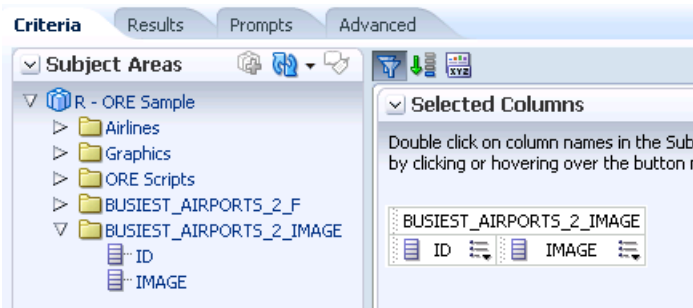 Criteria Results Prompts Advanced
Subject Areas
R - ORE Sample
Airlines
Graphics
ORE Scripts
BUSIEST_AIRPORTS_2_F
BUSIEST_AIRPORTS_2_IMAGE
ID
IMAGE
XYZ
Selected Columns
Double click on column names in the Sub
by clicking or hovering over the button
BUSIEST_AIRPORTS_2_IMAGE
ID IMAGE